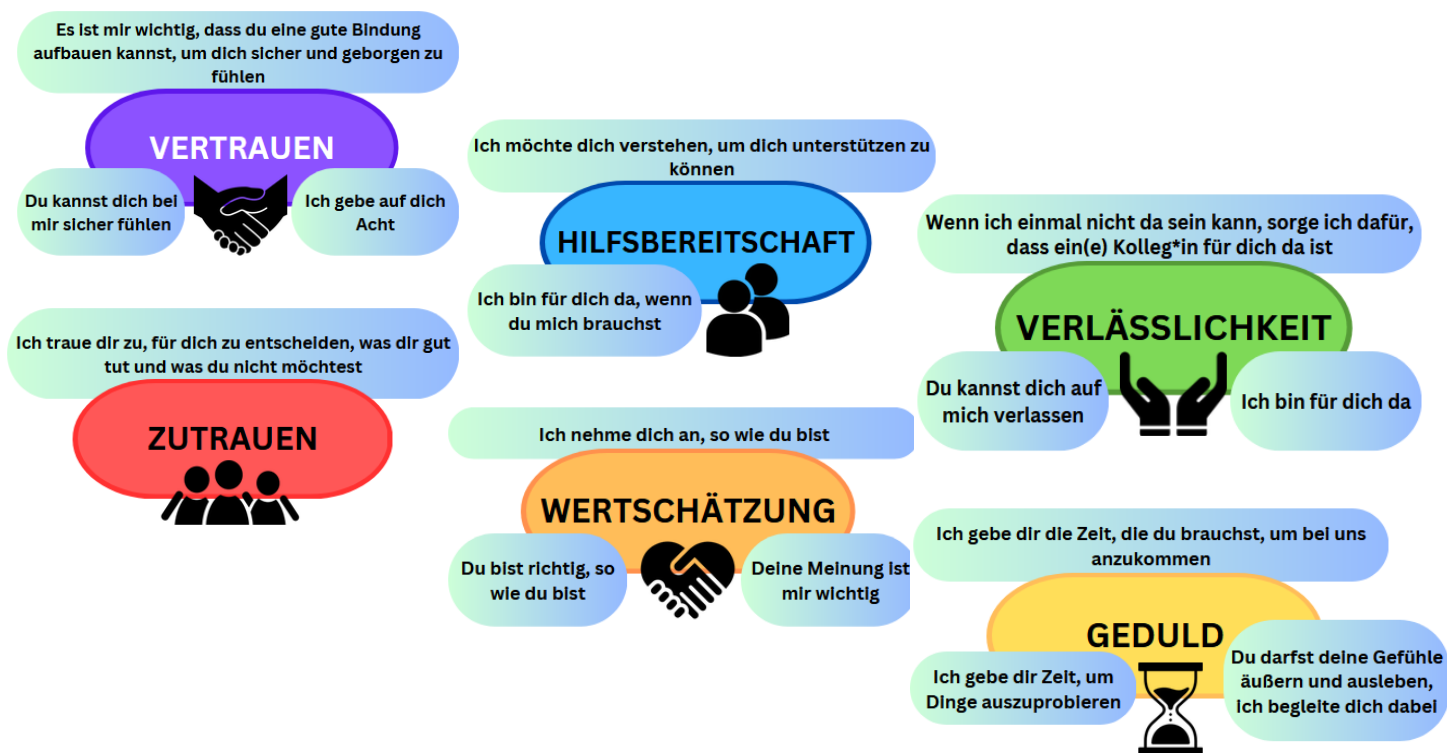 Es ist mir wichtig, dass du eine gute Bindung
aufbauen kannst, um dich sicher und geborgen zu
fühlen
VERTRAUEN
Du kannst dich bei
mir sicher fühlen
Ich gebe auf dich
Acht
Ich traue dir zu, für dich zu entscheiden, was dir gut
tut und was du nicht möchtest
ZUTRAUEN
Ich möchte dich verstehen, um dich unterstützen zu
können
HILFSBEREITSCHAFT
Ich bin für dich da, wenn
du mich brauchst
Ich nehme dich an, so wie du bist
WERTSCHÄTZUNG
Du bist richtig, so
wie du bist
Deine Meinung ist
mir wichtig
Wenn ich einmal nicht da sein kann, sorge ich dafür,
dass ein(e) Kolleg*in für dich da ist
VERLÄSSLICHKEIT
Du kannst dich auf
mich verlassen
Ich bin für dich da
Ich gebe dir die Zeit, die du brauchst, um bei uns
anzukommen
GEDULD
Ich gebe dir Zeit, um
Dinge auszuprobieren
Du darfst deine Gefühle
äußern und ausleben,
ich begleite dich dabei